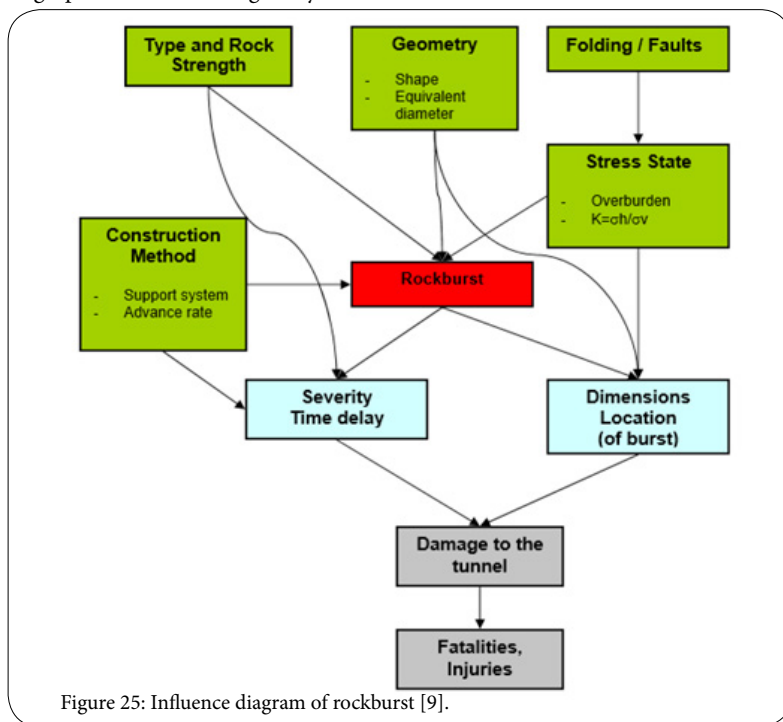 Type and Rock
Strength
Geometry
- Shape
- Equivalent
diameter
Folding / Faults
Stress State
- Overburden
- K=σh/σv
Construction
Method
- Support system
- Advance rate
Rockburst
Severity
Time delay
Dimensions
Location
(of burst)
Damage to the
tunnel
Fatalities,
Injuries
Figure 25: Influence diagram of rockburst [9].